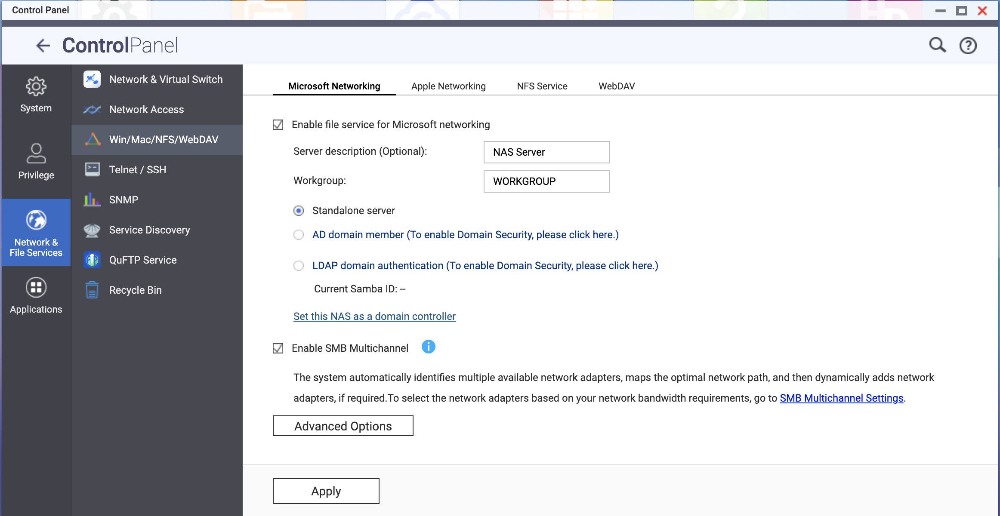 Control Panel
ControlPanel
System
Privilege
Network &
File Services
Applications
Network & Virtual Switch
Network Access
Win/Mac/NFS/WebDAV
Telnet / SSH
SNMP
Service Discovery
QuFTP Service
Recycle Bin
Microsoft Networking
Apple Networking
NFS Service
WebDAV
Enable file service for Microsoft networking
Server description (Optional):
NAS Server
Workgroup:
WORKGROUP
Standalone server
AD domain member (To enable Domain Security, please click here.)
LDAP domain authentication (To enable Domain Security, please click here.)
Current Samba ID: --
Set this NAS as a domain controller
Enable SMB Multichannel
The system automatically identifies multiple available network adapters, maps the optimal network path, and then dynamically adds network
adapters, if required.To select the network adapters based on your network bandwidth requirements, go to SMB Multichannel Settings.
Advanced Options
Apply